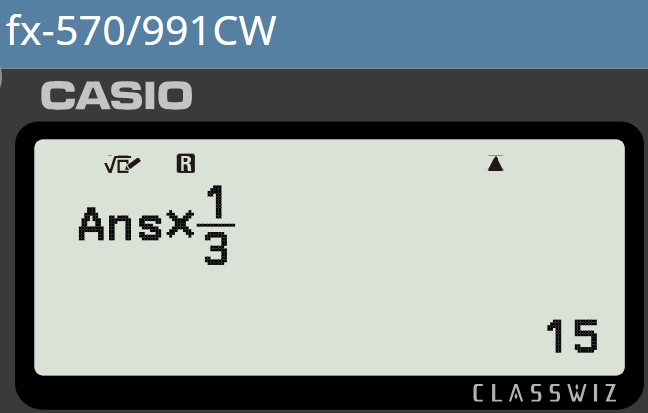 fx-570/991CW
CASIO
√ R
Ans×1/3
15
CLASSWIZ